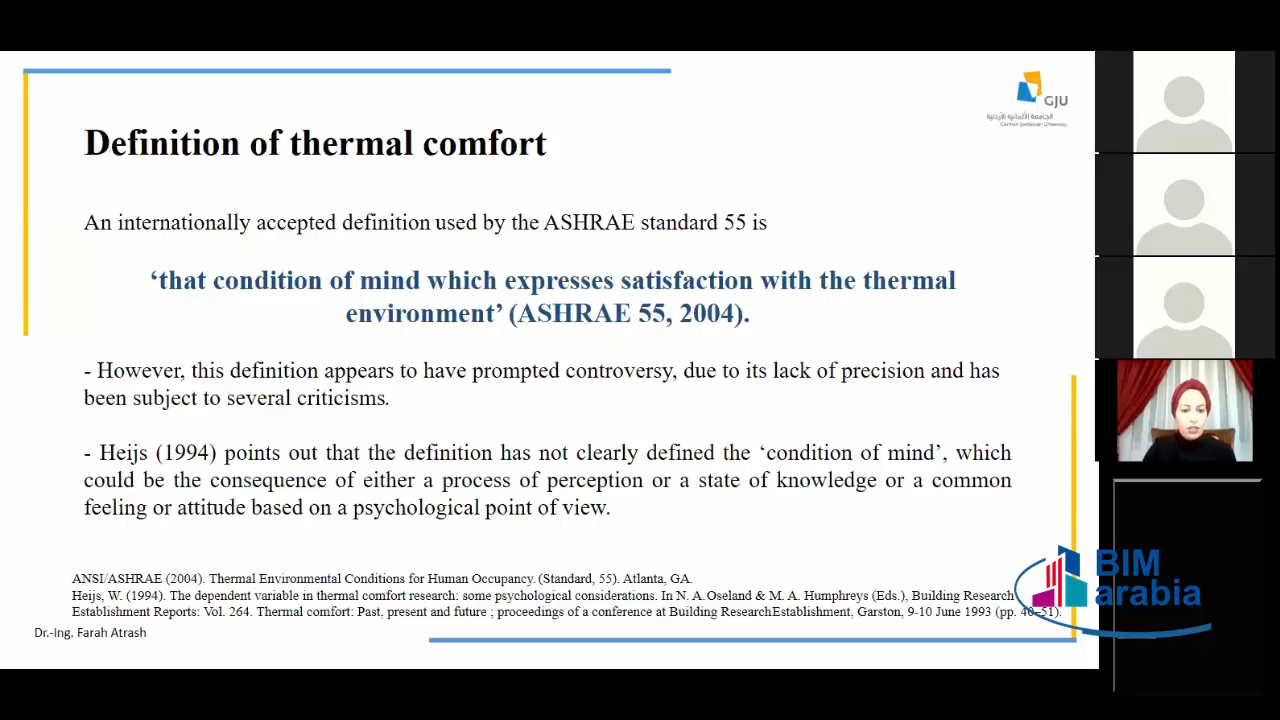 GJU
الجامعة الألمانية الأردنية
German Jordanian University
Definition of thermal comfort
An internationally accepted definition used by the ASHRAE standard 55 is
‘that condition of mind which expresses satisfaction with the thermal
environment’ (ASHRAE 55, 2004).
- However, this definition appears to have prompted controversy, due to its lack of precision and has
been subject to several criticisms.
- Heijs (1994) points out that the definition has not clearly defined the ‘condition of mind’, which
could be the consequence of either a process of perception or a state of knowledge or a common
feeling or attitude based on a psychological point of view.
ANSI/ASHRAE (2004). Thermal Environmental Conditions for Human Occupancy. (Standard, 55). Atlanta, GA.
Heijs, W. (1994). The dependent variable in thermal comfort research: some psychological considerations. In N. A. Oseland & M. A. Humphreys (Eds.), Building Research
Establishment Reports: Vol. 264. Thermal comfort: Past, present and future ; proceedings of a conference at Building Research Establishment, Garston, 9-10 June 1993 (pp. 40–51).
Dr.-Ing. Farah Atrash
BIM
arabia